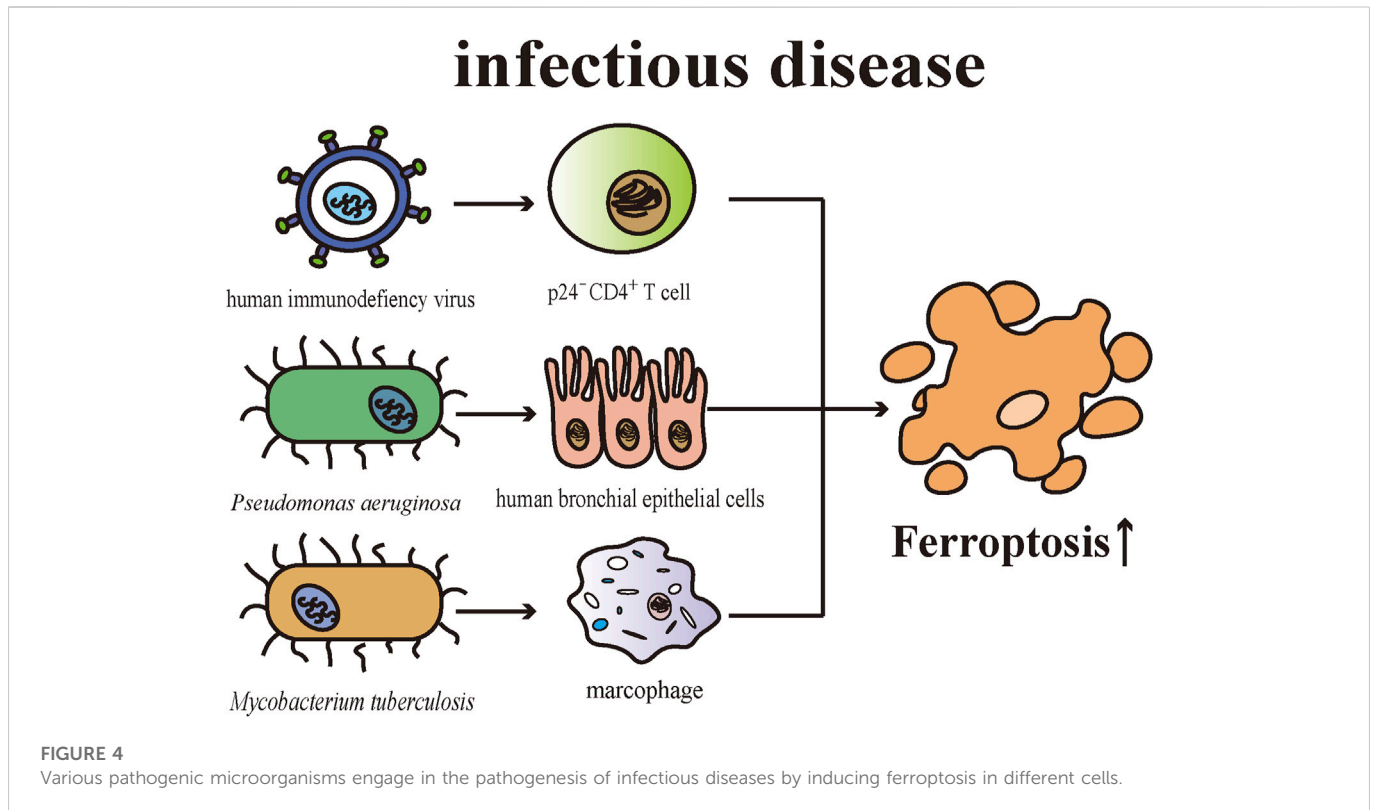 infectious disease
human immunodefiency virus
p24⁻CD4⁺ T cell
Pseudomonas aeruginosa
human bronchial epithelial cells
Ferroptosis↑
Mycobacterium tuberculosis
marcophage
FIGURE 4
Various pathogenic microorganisms engage in the pathogenesis of infectious diseases by inducing ferroptosis in different cells.